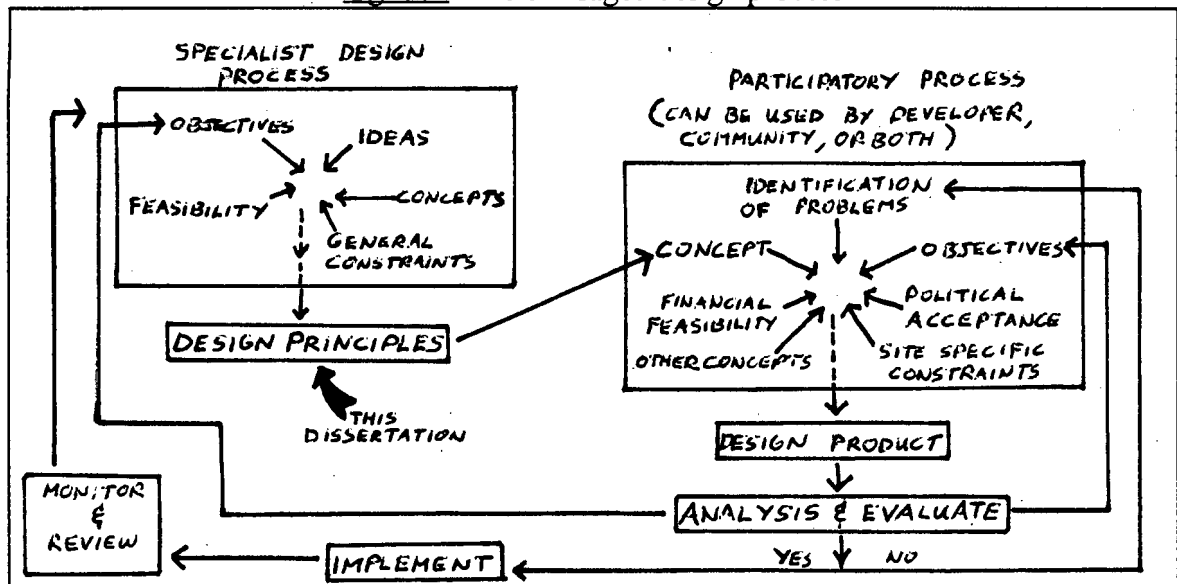 SPECIALIST DESIGN
PROCESS
OBJECTIVES
IDEAS
FEASIBILITY
CONCEPTS
GENERAL
CONSTRAINTS
DESIGN PRINCIPLES
THIS
DISSERTATION
PARTICIPATORY PROCESS
(CAN BE USED BY DEVELOPER,
COMMUNITY, OR BOTH)
IDENTIFICATION
OF PROBLEMS
CONCEPT
OBJECTIVES
FINANCIAL
FEASIBILITY
POLITICAL
ACCEPTANCE
OTHER CONCEPTS
SITE SPECIFIC
CONSTRAINTS
DESIGN PRODUCT
ANALYSIS & EVALUATE
YES NO
IMPLEMENT
MONITOR
&
REVIEW